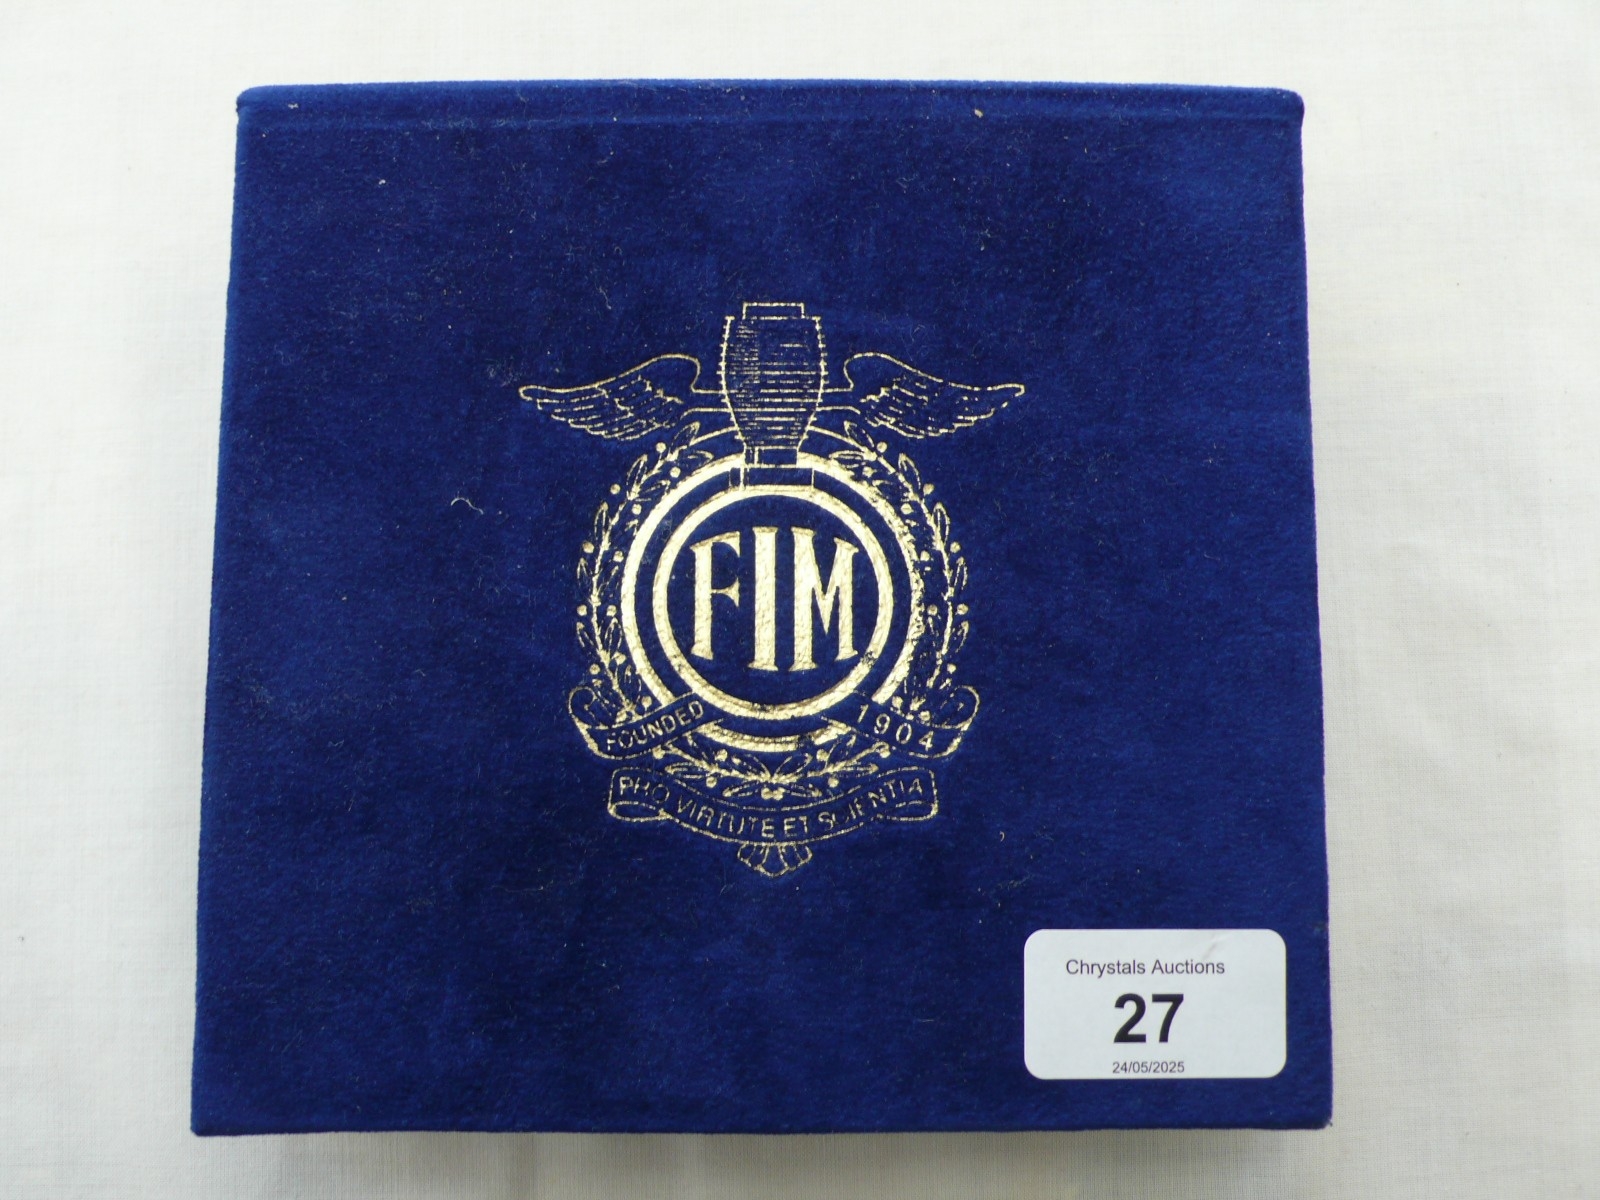 FIM
FOUNDED 1904
PRO VIRTUTE ET SCIENTIA
Chrystals Auctions
27
24/05/2025